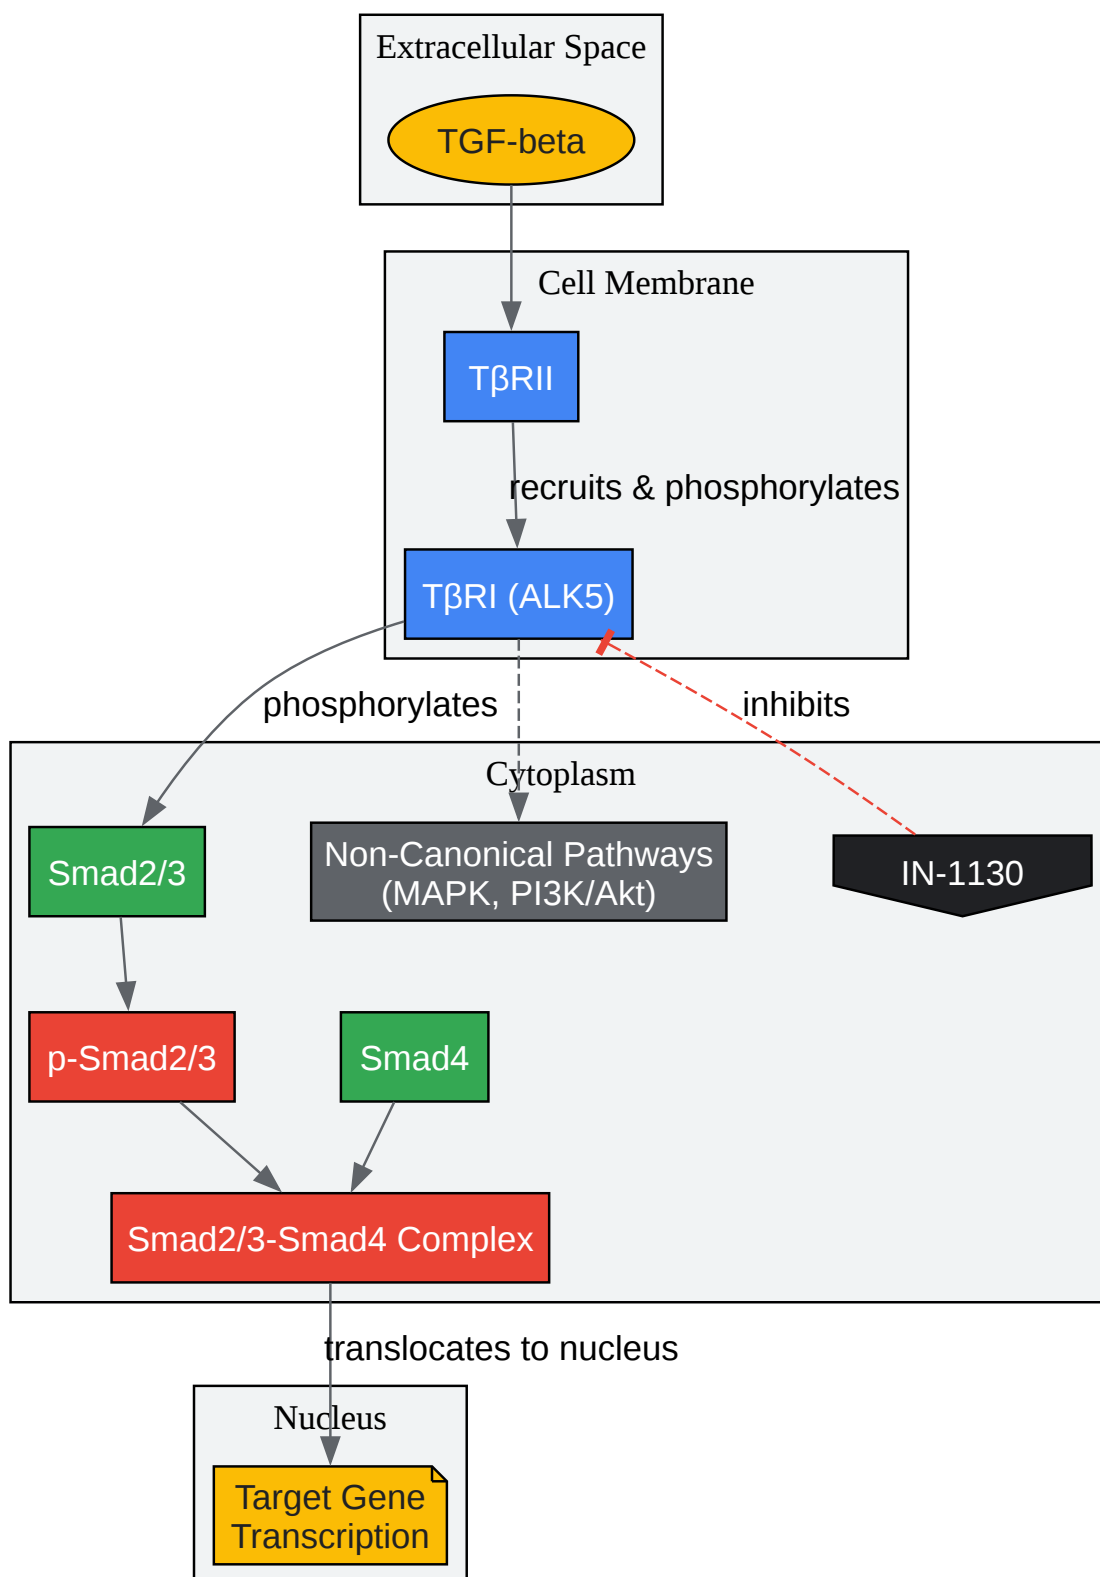 Extracellular Space
TGF-beta
Cell Membrane
TβRII
recruits & phosphorylates
TβRI (ALK5)
phosphorylates
inhibits
Cytoplasm
Smad2/3
Non-Canonical Pathways
(MAPK, PI3K/Akt)
IN-1130
p-Smad2/3
Smad4
Smad2/3-Smad4 Complex
translocates to nucleus
Nucleus
Target Gene
Transcription